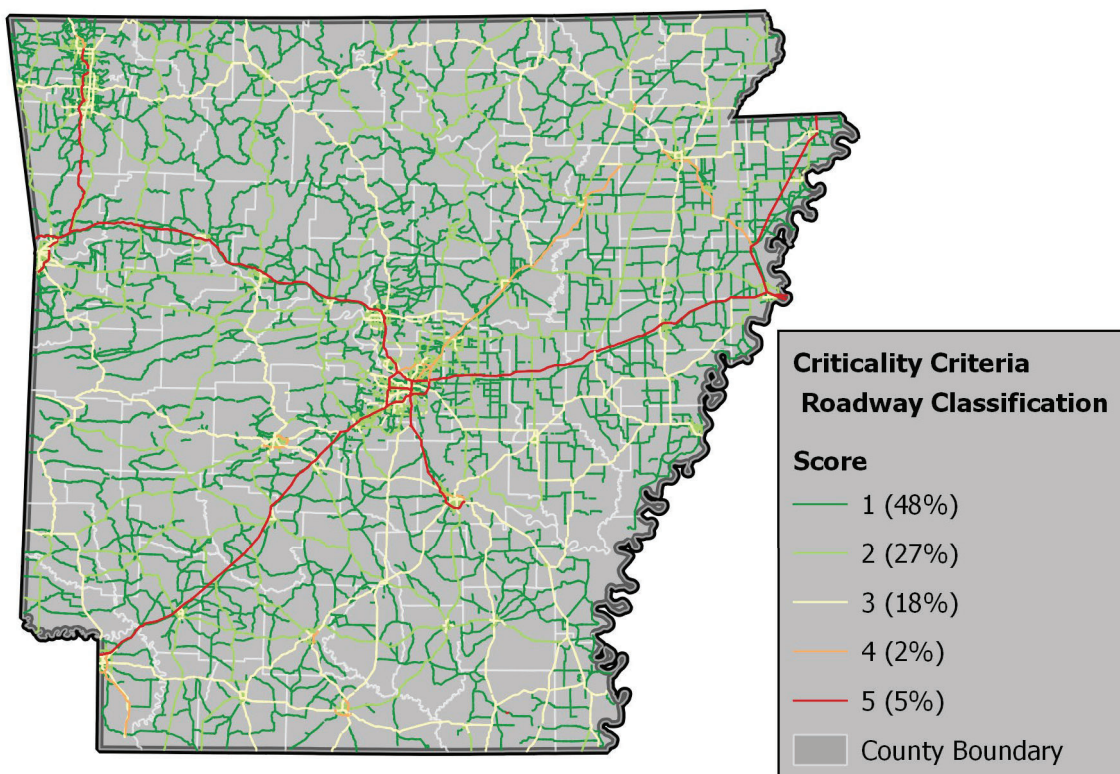 Criticality Criteria
Roadway Classification
Score
1 (48%)
2 (27%)
3 (18%)
4 (2%)
5 (5%)
County Boundary